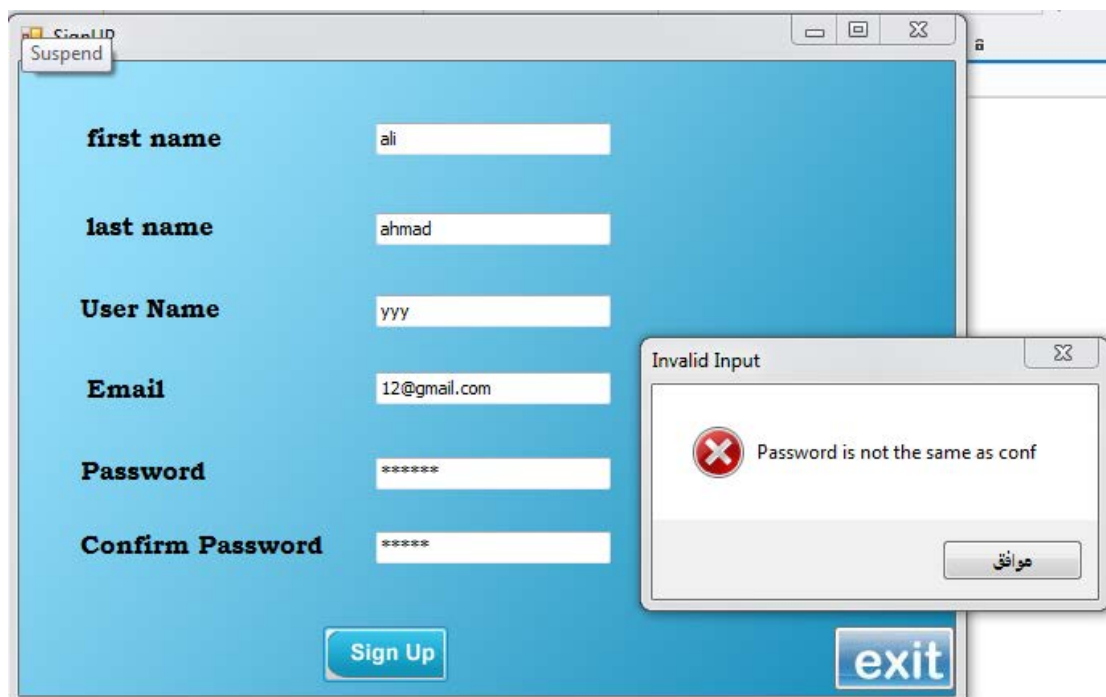 SignUP
Suspend
first name
ali
last name
ahmad
User Name
yyy
Email
12@gmail.com
Password
******
Confirm Password
*****
Sign Up
exit
Invalid Input
Password is not the same as conf
موافق